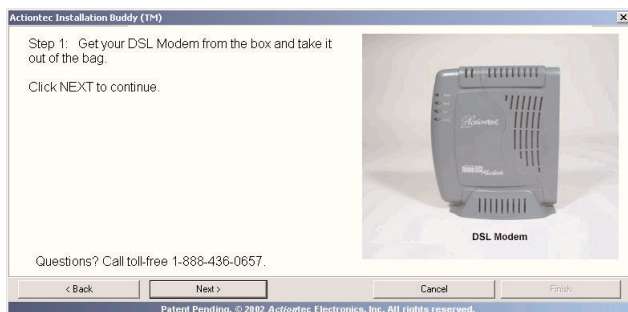 Actiontec Installation Buddy (TM)
Step 1: Get your DSL Modem from the box and take it
out of the bag.
Click NEXT to continue.
Actiontec
DSL Modem
Questions? Call toll-free 1-888-436-0657.
< Back
Next >
Cancel
Finish
Patent Pending. © 2002 Actiontec Electronics, Inc. All rights reserved.